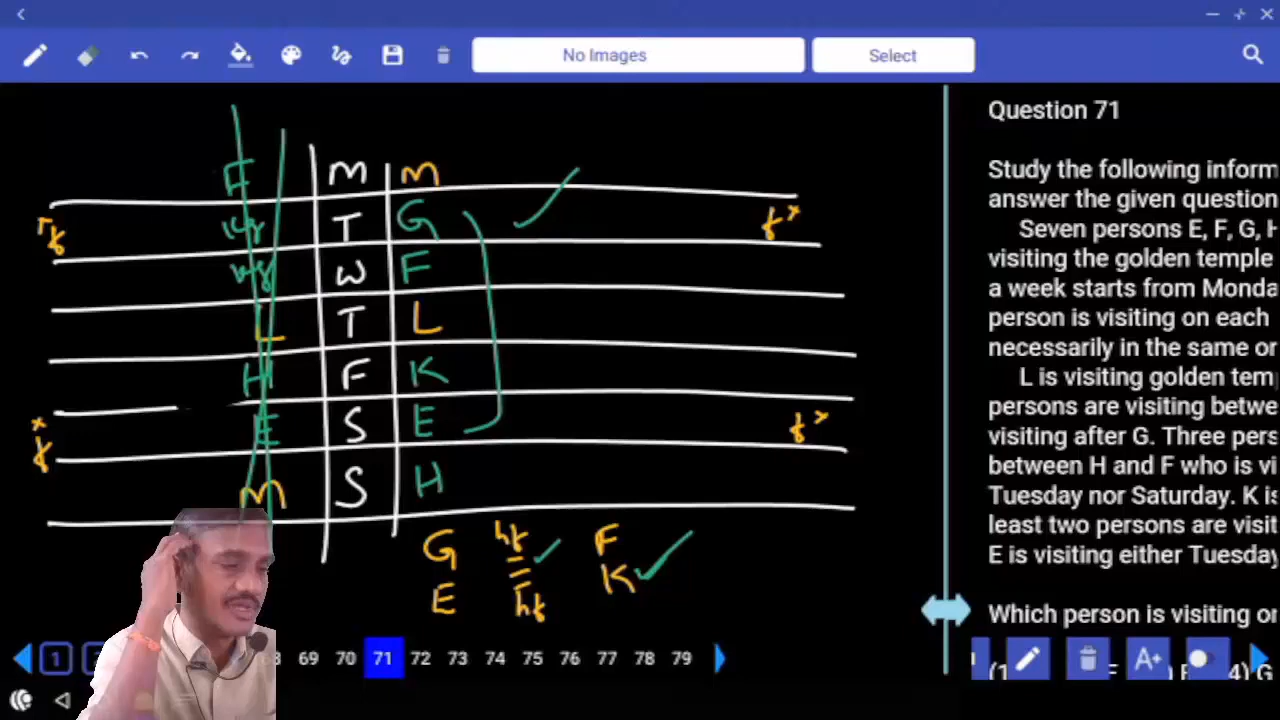 No Images
Select
F M M
T G
W F
L T L
H F K
E S E
M S H
G F
E K
Question 71
Study the following inform
answer the given question
Seven persons E, F, G, H
visiting the golden temple
a week starts from Monda
person is visiting on each
necessarily in the same or
L is visiting golden tem
persons are visiting betwe
visiting after G. Three pers
between H and F who is vi
Tuesday nor Saturday. K is
least two persons are visit
E is visiting either Tuesday
Which person is visiting on
4) G
1 69 70 71 72 73 74 75 76 77 78 79
A+